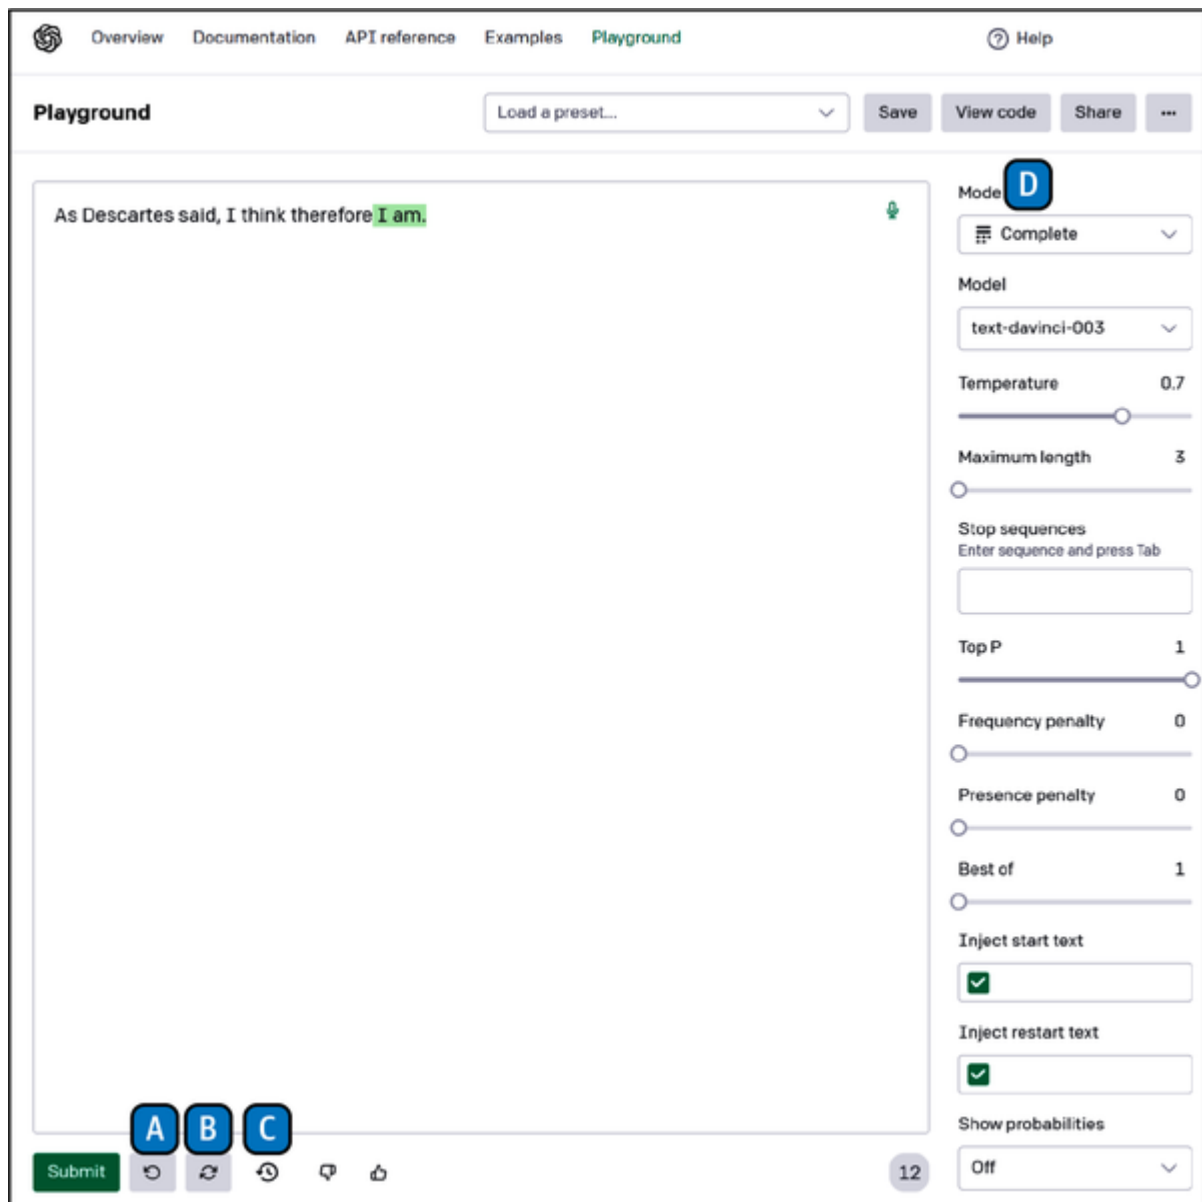 Overview Documentation API reference Examples Playground Help
Playground Load a preset... Save View code Share
As Descartes said, I think therefore I am.
Mode D
Complete
Model
text-davinci-003
Temperature 0.7
Maximum length 3
Stop sequences
Enter sequence and press Tab
Top P 1
Frequency penalty 0
Presence penalty 0
Best of 1
Inject start text
Inject restart text
Show probabilities
Off
A B C
Submit 12